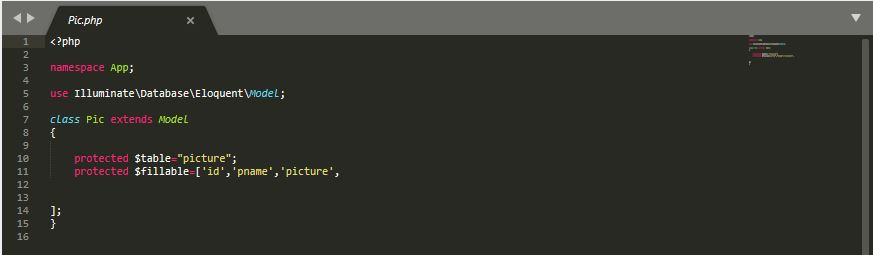 Pic.php
1 <?php
2
3 namespace App;
4
5 use Illuminate\Database\Eloquent\Model;
6
7 class Pic extends Model
8 {
9
10 protected $table="picture";
11 protected $fillable=['id','pname','picture',
12
13
14 ];
15 }
16